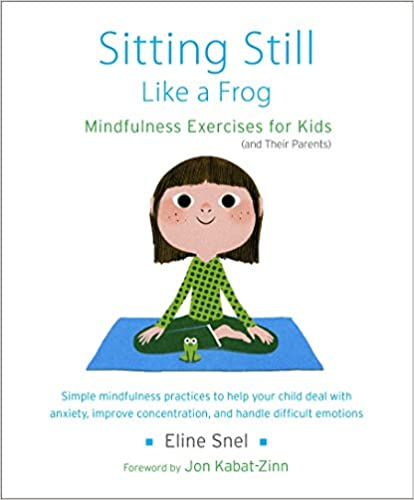 Sitting Still
Like a Frog
Mindfulness Exercises for Kids
(and Their Parents)
Simple mindfulness practices to help your child deal with
anxiety, improve concentration, and handle difficult emotions
Eline Snel
Foreword by Jon Kabat-Zinn